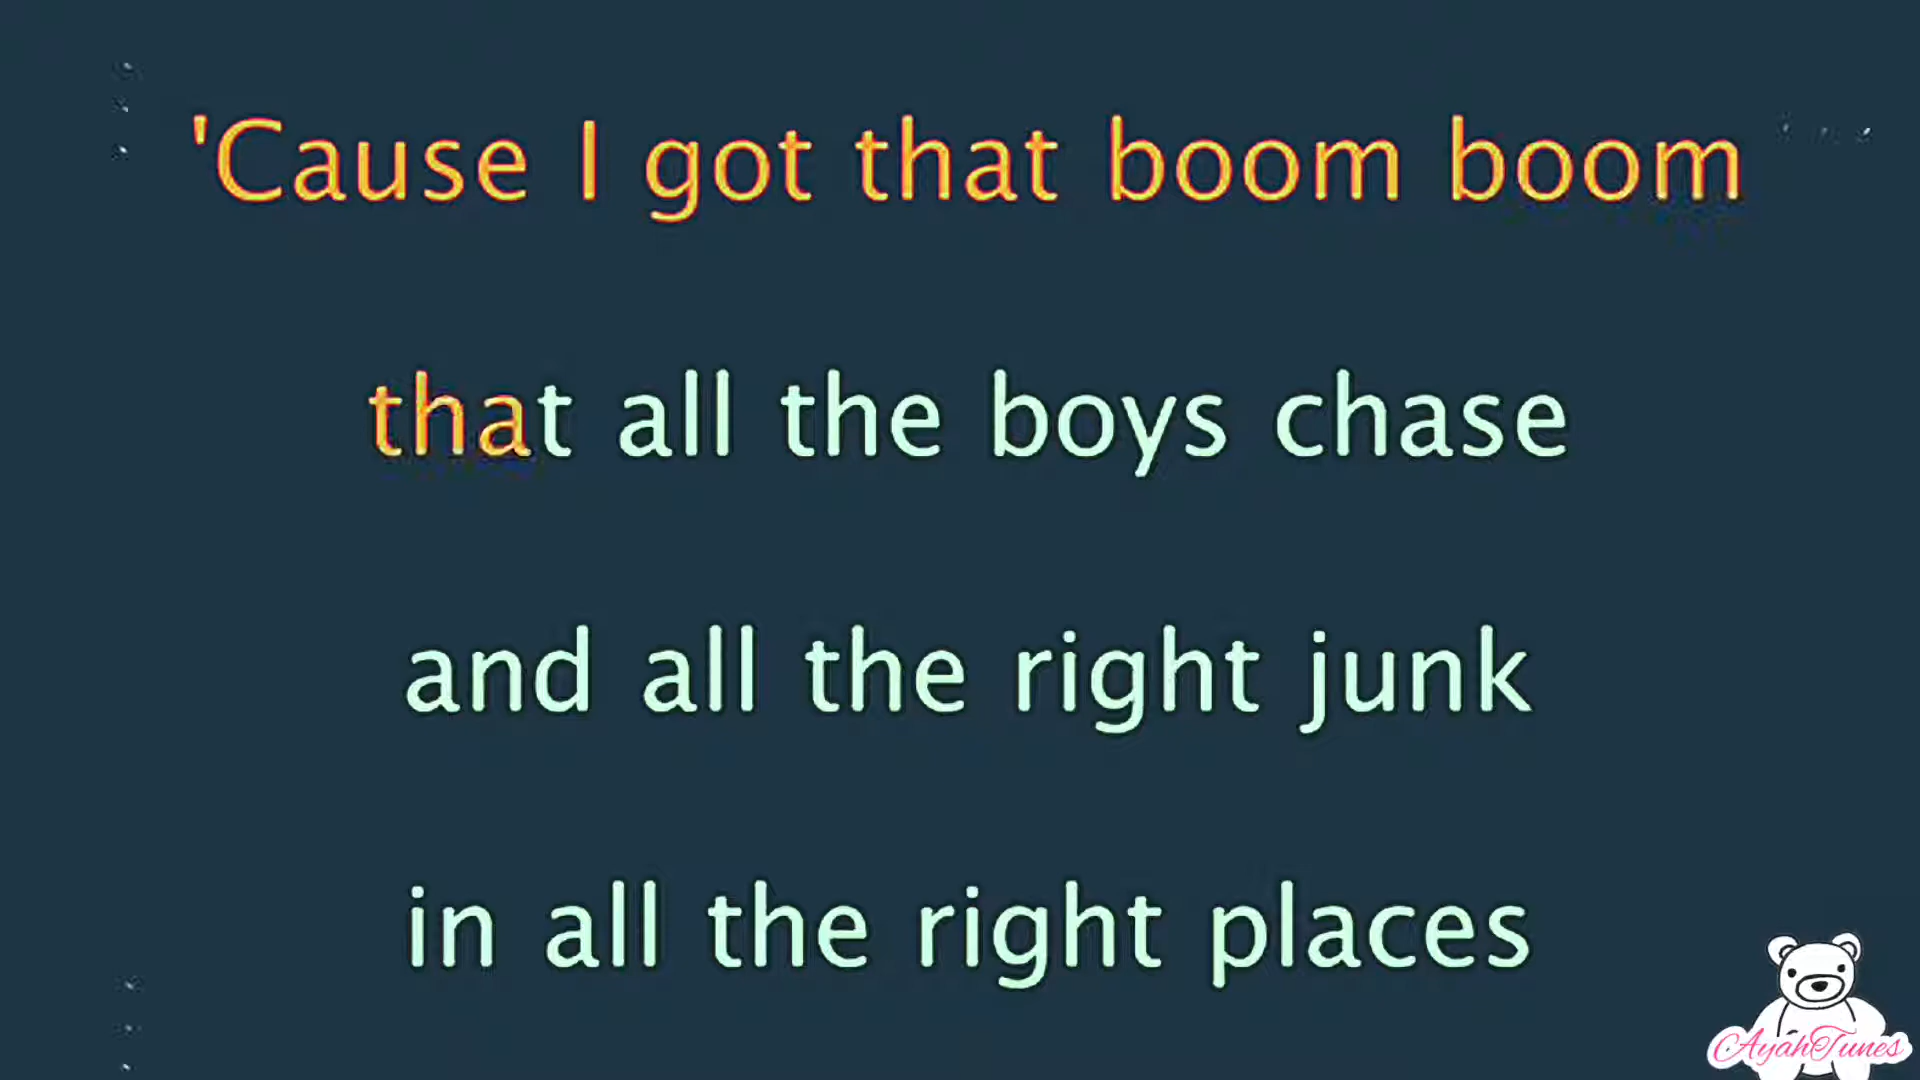 'Cause I got that boom boom
that all the boys chase
and all the right junk
in all the right places
AyahTunes